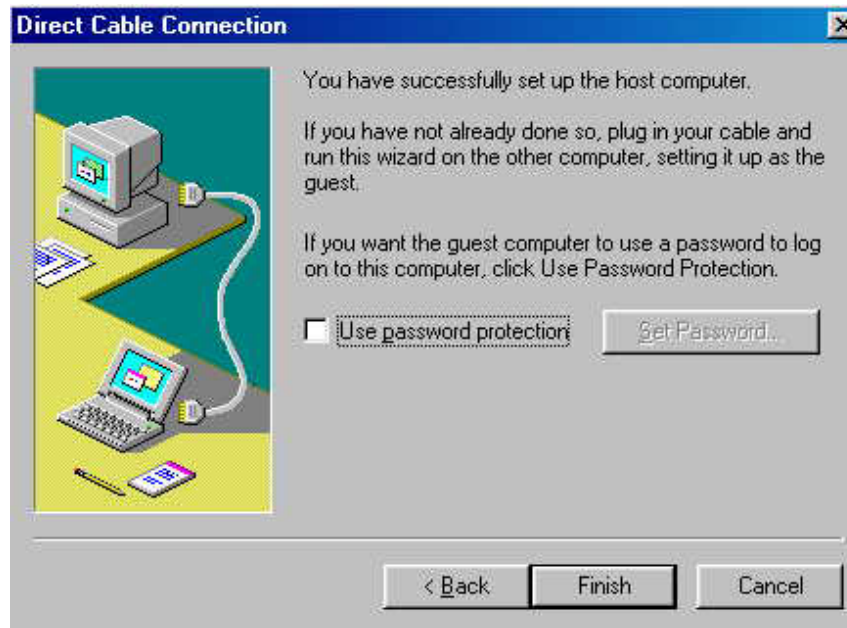 Direct Cable Connection
You have successfully set up the host computer.
If you have not already done so, plug in your cable and
run this wizard on the other computer, setting it up as the
guest.
If you want the guest computer to use a password to log
on to this computer, click Use Password Protection.
Use password protection
Set Password...
< Back
Finish
Cancel